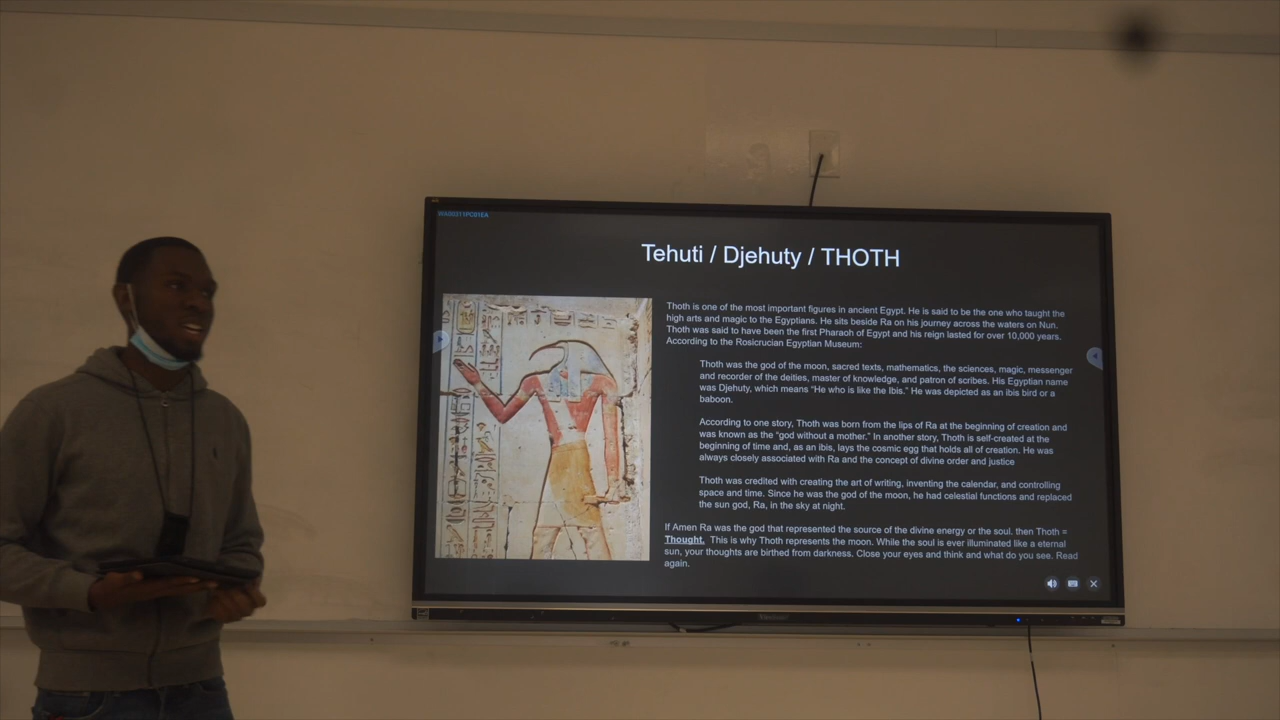 WA50311PC01EA
Tehuti / Djehuty / THOTH
Thoth is one of the most important figures in ancient Egypt. He is said to be the one who taught the
high arts and magic to the Egyptians. He sits beside Ra on his journey across the waters on Nun.
Thoth was said to have been the first Pharaoh of Egypt and his reign lasted for over 10,000 years.
According to the Rosicrucian Egyptian Museum:
Thoth was the god of the moon, sacred texts, mathematics, the sciences, magic, messenger
and recorder of the deities, master of knowledge, and patron of scribes. His Egyptian name
was Djehuty, which means “He who is like the Ibis.” He was depicted as an ibis bird or a
baboon.
According to one story, Thoth was born from the lips of Ra at the beginning of creation and
was known as the “god without a mother.” In another story, Thoth is self-created at the
beginning of time and, as an ibis, lays the cosmic egg that holds all of creation. He was
always closely associated with Ra and the concept of divine order and justice
Thoth was credited with creating the art of writing, inventing the calendar, and controlling
space and time. Since he was the god of the moon, he had celestial functions and replaced
the sun god, Ra, in the sky at night.
If Amen Ra was the god that represented the source of the divine energy or the soul. then Thoth =
Thought. This is why Thoth represents the moon. While the soul is ever illuminated like a eternal
sun, your thoughts are birthed from darkness. Close your eyes and think and what do you see. Read
again.
ViewSonic